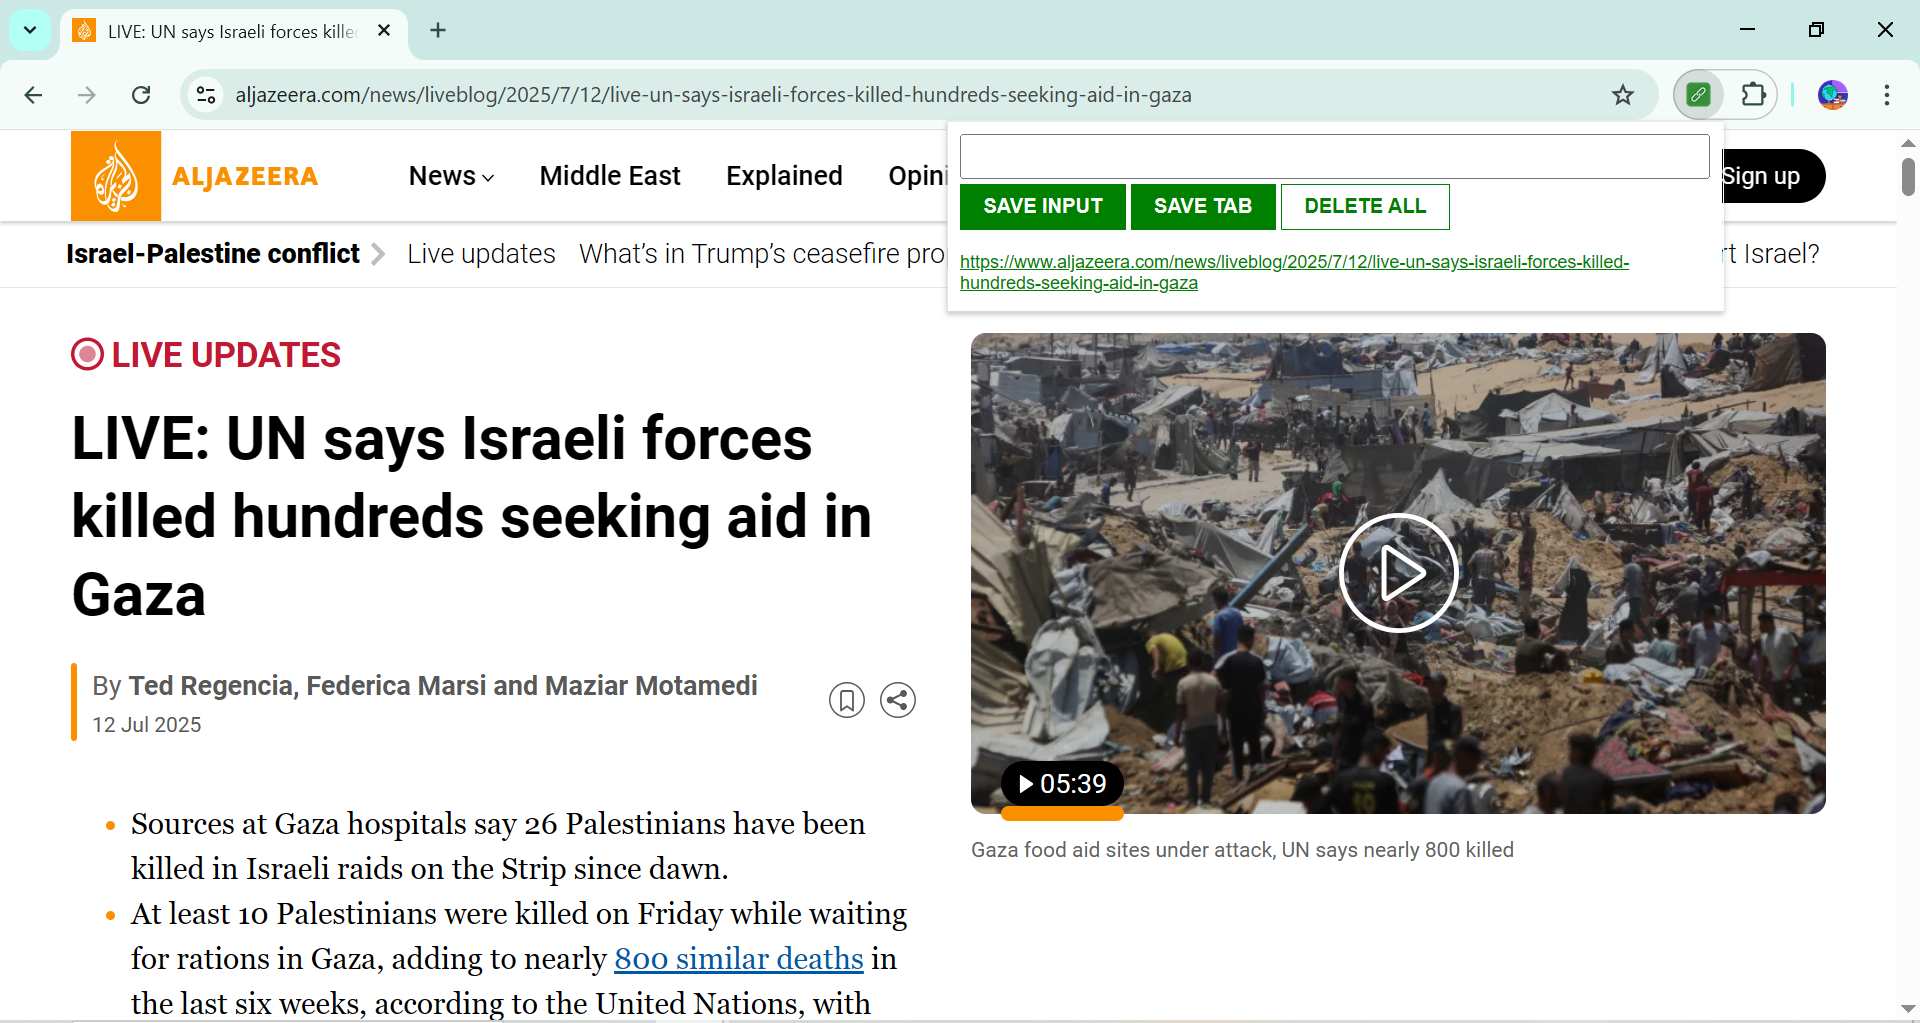 LIVE: UN says Israeli forces kille
aljazeera.com/news/liveblog/2025/7/12/live-un-says-israeli-forces-killed-hundreds-seeking-aid-in-gaza
ALJAZEERA
News
Middle East
Explained
Opini
Sign up
SAVE INPUT
SAVE TAB
DELETE ALL
https://www.aljazeera.com/news/liveblog/2025/7/12/live-un-says-israeli-forces-killed-
hundreds-seeking-aid-in-gaza
Israel-Palestine conflict
Live updates
What’s in Trump’s ceasefire pro
rt Israel?
LIVE UPDATES
LIVE: UN says Israeli forces
killed hundreds seeking aid in
Gaza
By Ted Regencia, Federica Marsi and Maziar Motamedi
12 Jul 2025
Sources at Gaza hospitals say 26 Palestinians have been
killed in Israeli raids on the Strip since dawn.
At least 10 Palestinians were killed on Friday while waiting
for rations in Gaza, adding to nearly 800 similar deaths in
the last six weeks, according to the United Nations, with
05:39
Gaza food aid sites under attack, UN says nearly 800 killed